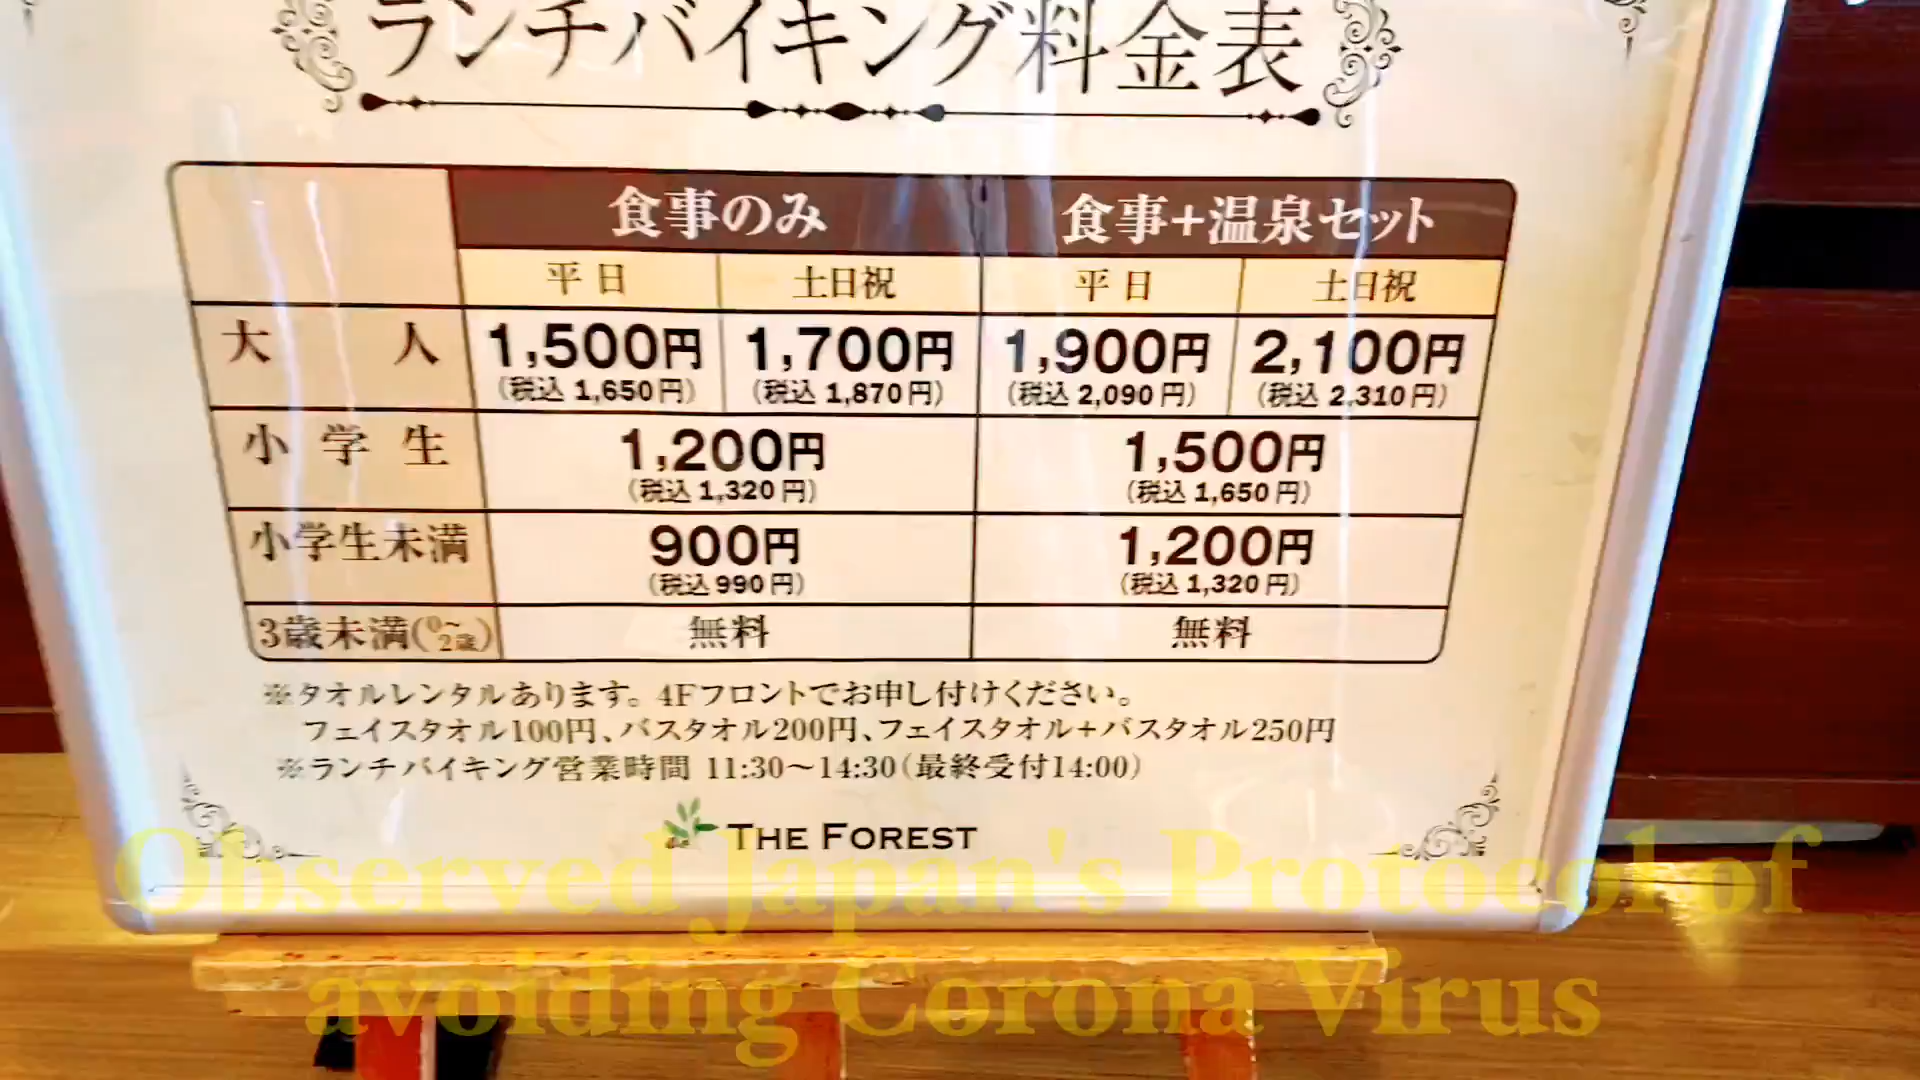 ランチバイキング料金表
食事のみ 食事+温泉セット
平日 土日祝 平日 土日祝
大人 1,500円 1,700円 1,900円 2,100円
(税込 1,650円) (税込 1,870円) (税込 2,090円) (税込 2,310円)
小学生 1,200円 1,500円
(税込 1,320円) (税込 1,650円)
小学生未満 900円 1,200円
(税込 990円) (税込 1,320円)
3歳未満(0~2歳) 無料 無料
※タオルレンタルあります。4Fフロントでお申し付けください。
フェイスタオル100円、バスタオル200円、フェイスタオル+バスタオル250円
※ランチバイキング営業時間 11:30〜14:30(最終受付14:00)
THE FOREST
Observed Japan's Protocol of
avoiding Corona Virus